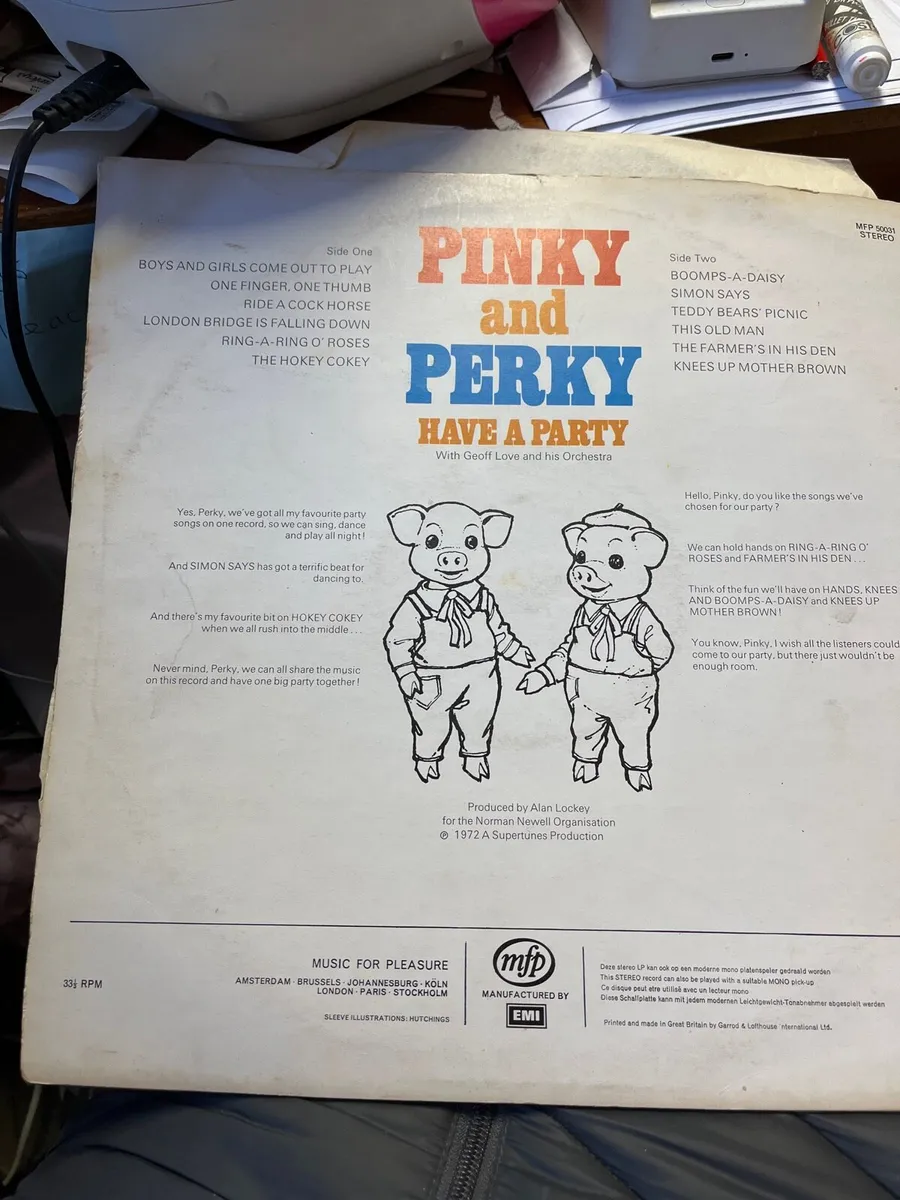 MFP 50031
STEREO
PINKY
and
PERKY
HAVE A PARTY
With Geoff Love and his Orchestra
Side One
BOYS AND GIRLS COME OUT TO PLAY
ONE FINGER, ONE THUMB
RIDE A COCK HORSE
LONDON BRIDGE IS FALLING DOWN
RING-A-RING O' ROSES
THE HOKEY COKEY
Side Two
BOOMPS-A-DAISY
SIMON SAYS
TEDDY BEARS' PICNIC
THIS OLD MAN
THE FARMER'S IN HIS DEN
KNEES UP MOTHER BROWN
Hello, Pinky, do you like the songs we've
chosen for our party?
Yes, Perky, we've got all my favourite party
songs on one record, so we can sing, dance
and play all night!
We can hold hands on RING-A-RING O'
ROSES and FARMER'S IN HIS DEN...
And SIMON SAYS has got a terrific beat for
dancing to.
Think of the fun we'll have on HANDS, KNEES
AND BOOMPS-A-DAISY and KNEES UP
MOTHER BROWN!
And there's my favourite bit on HOKEY COKEY
when we all rush into the middle...
You know, Pinky, I wish all the listeners could
come to our party, but there just wouldn't be
enough room.
Never mind, Perky, we can all share the music
on this record and have one big party together!
Produced by Alan Lockey
for the Norman Newell Organisation
℗ 1972 A Supertunes Production
33⅓ RPM
MUSIC FOR PLEASURE
AMSTERDAM · BRUSSELS · JOHANNESBURG · KÖLN
LONDON · PARIS · STOCKHOLM
SLEEVE ILLUSTRATIONS: HUTCHINGS
mfp
MANUFACTURED BY
EMI
Deze stereo LP kan ook op een moderne mono platenspeler gedraaid worden
This STEREO record can also be played with a suitable MONO pick-up
Ce disque peut etre utilisé avec un lecteur mono
Diese Schallplatte kann mit jedem modernen Leichtgewicht-Tonabnehmer abgespielt werden
Printed and made in Great Britain by Garrod & Lofthouse International Ltd.